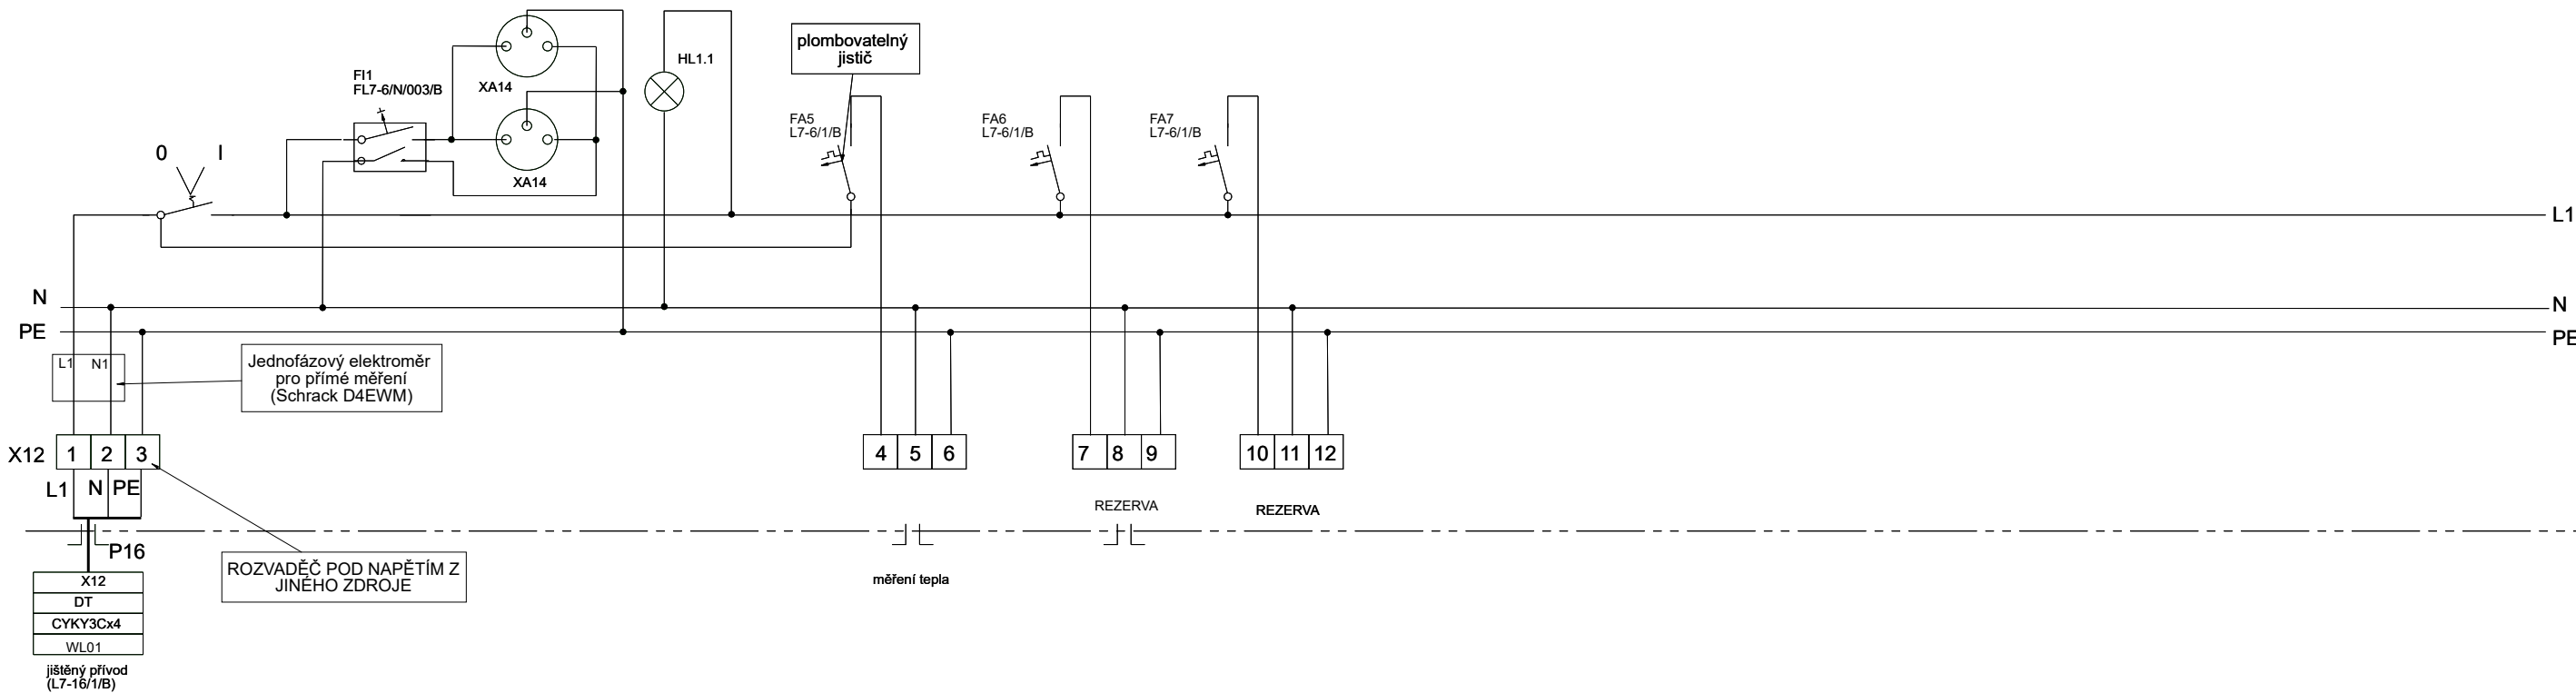 plombovatelný
jistič
HL1.1
FI1
FL7-6/N/003/B
XA14
XA14
FA5
L7-6/1/B
FA6
L7-6/1/B
FA7
L7-6/1/B
0 I
L1
N
N
PE
PE
L1 N1
Jednofázový elektroměr
pro přímé měření
(Schrack D4EWM)
X12 1 2 3
4 5 6
7 8 9
10 11 12
L1 N PE
REZERVA
REZERVA
P16
ROZVADĚČ POD NAPĚTÍM Z
JINÉHO ZDROJE
měření tepla
X12
DT
CYKY3Cx4
WL01
jištěný přívod
(L7-16/1/B)